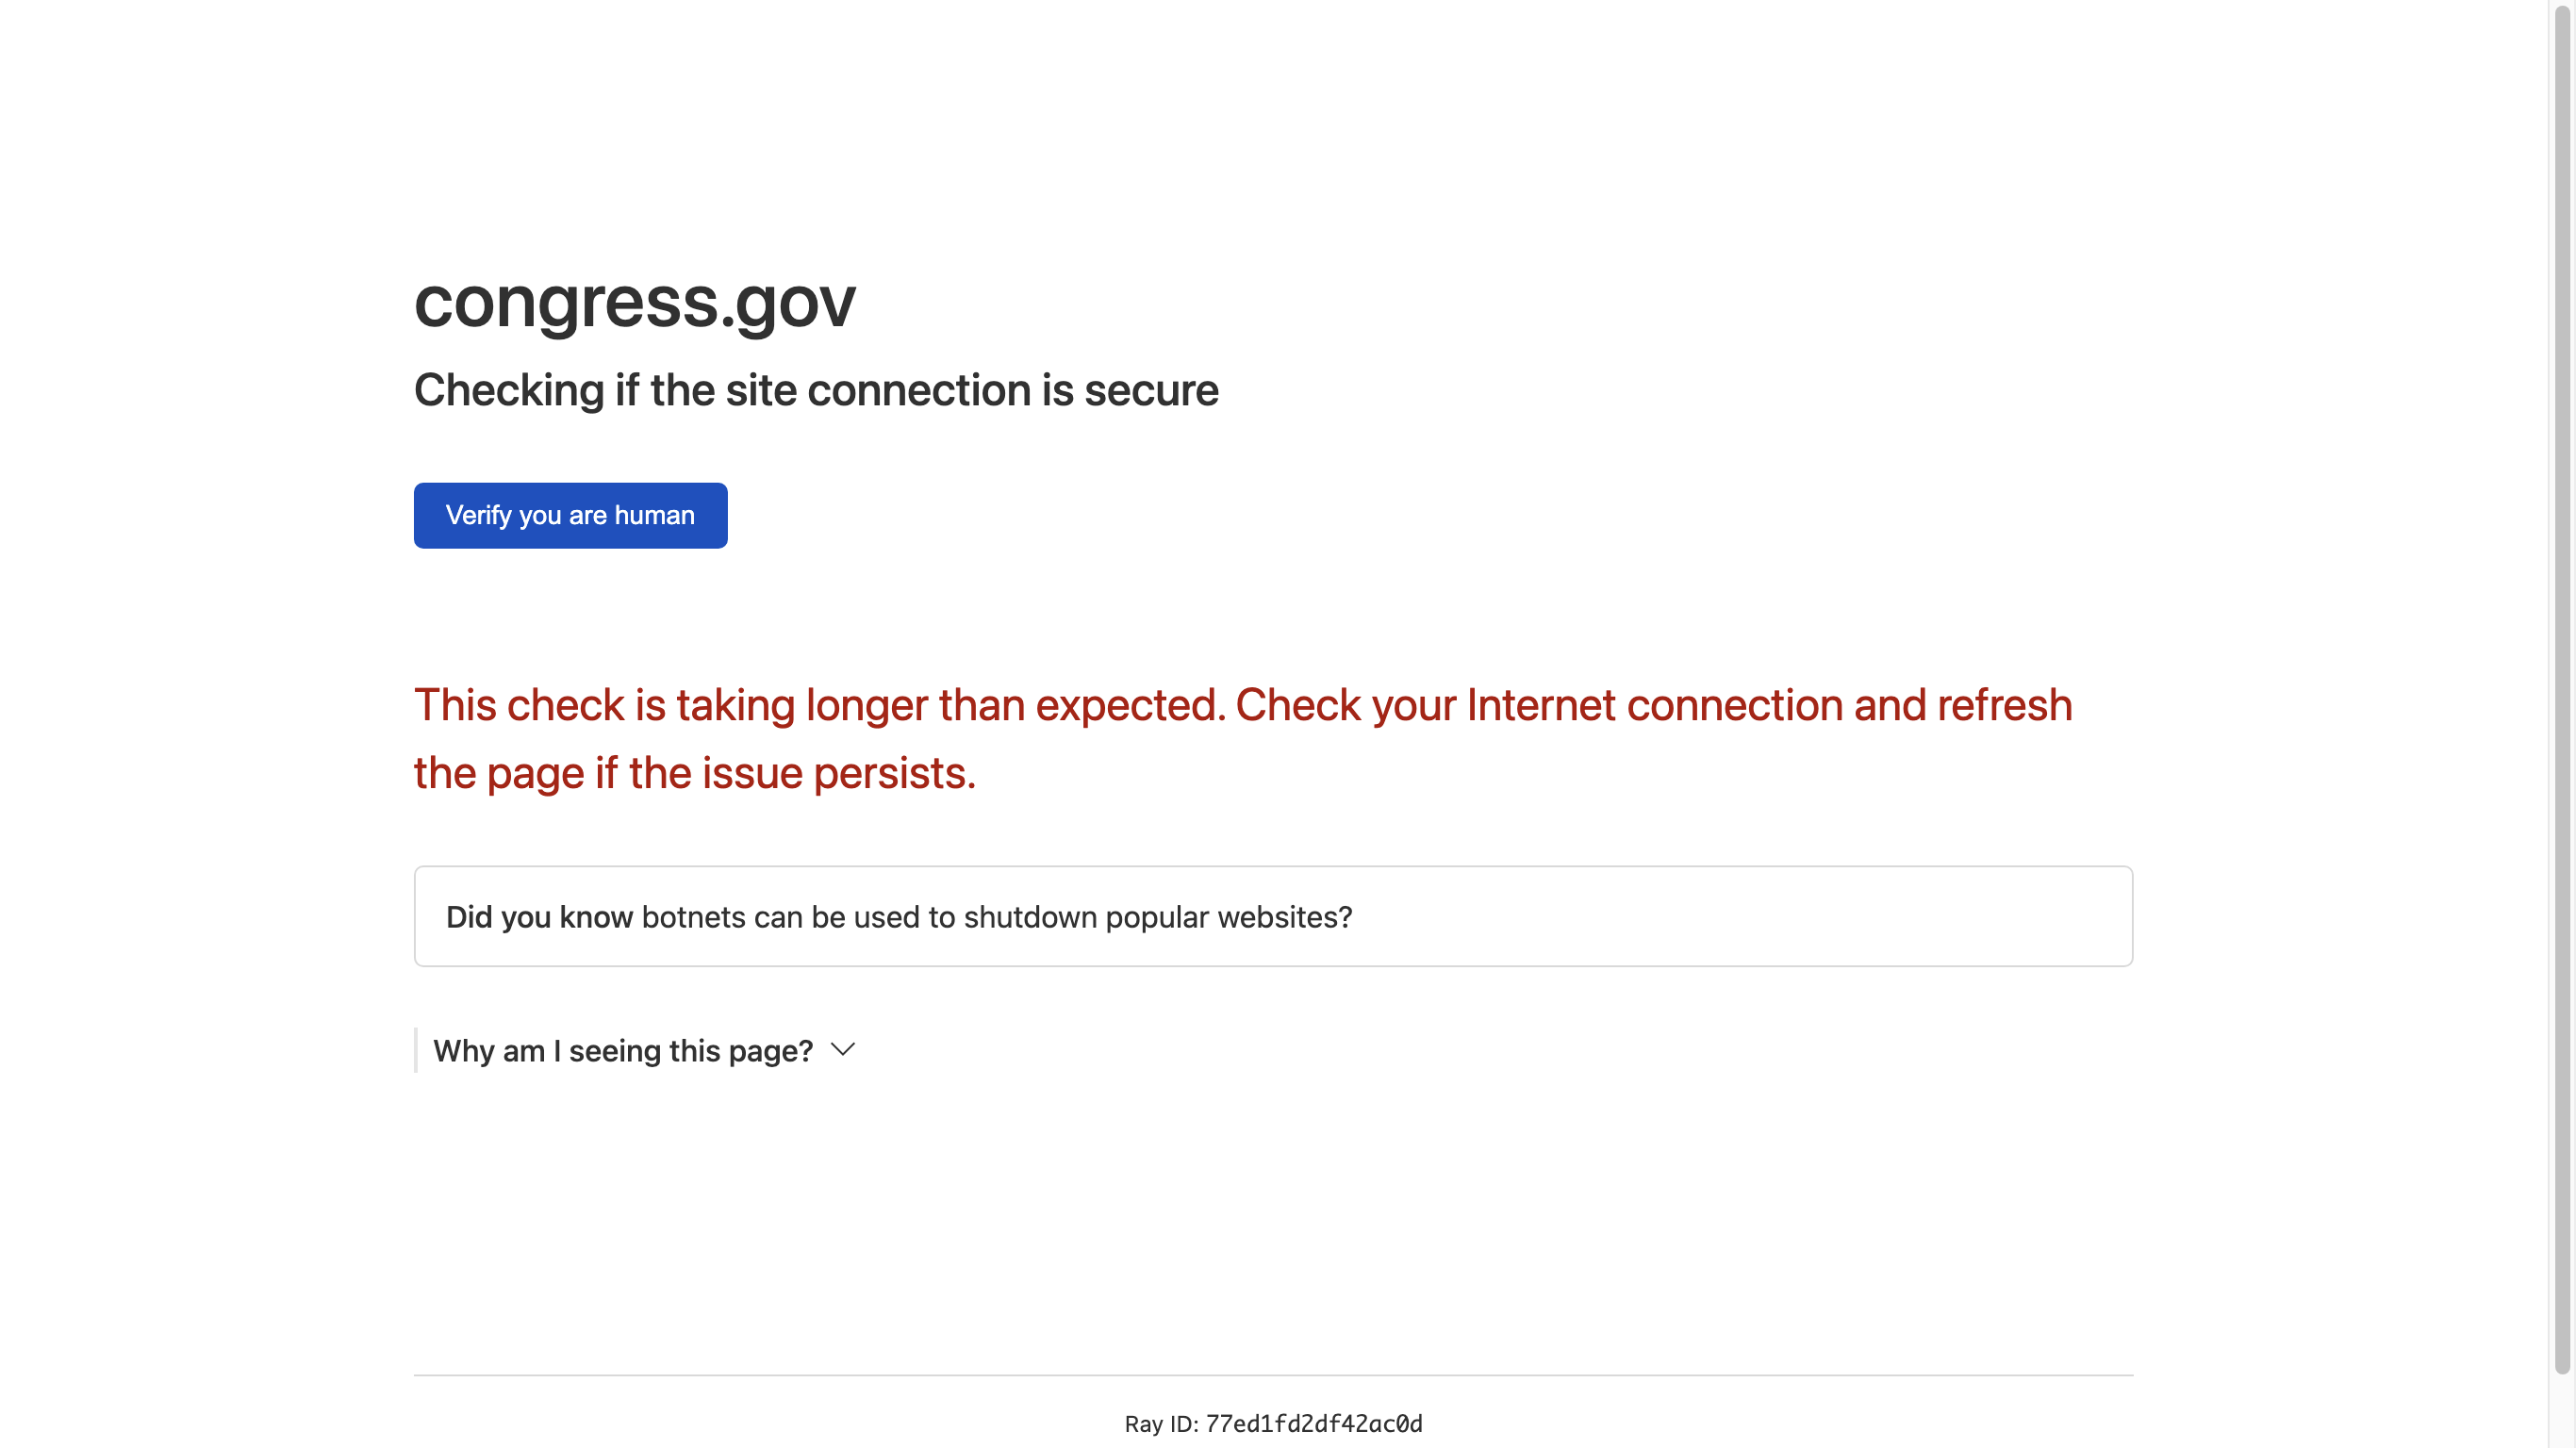 congress.gov
Checking if the site connection is secure
Verify you are human
This check is taking longer than expected. Check your Internet connection and refresh
the page if the issue persists.
Did you know botnets can be used to shutdown popular websites?
Why am I seeing this page?
Ray ID: 77ed1fd2df42ac0d